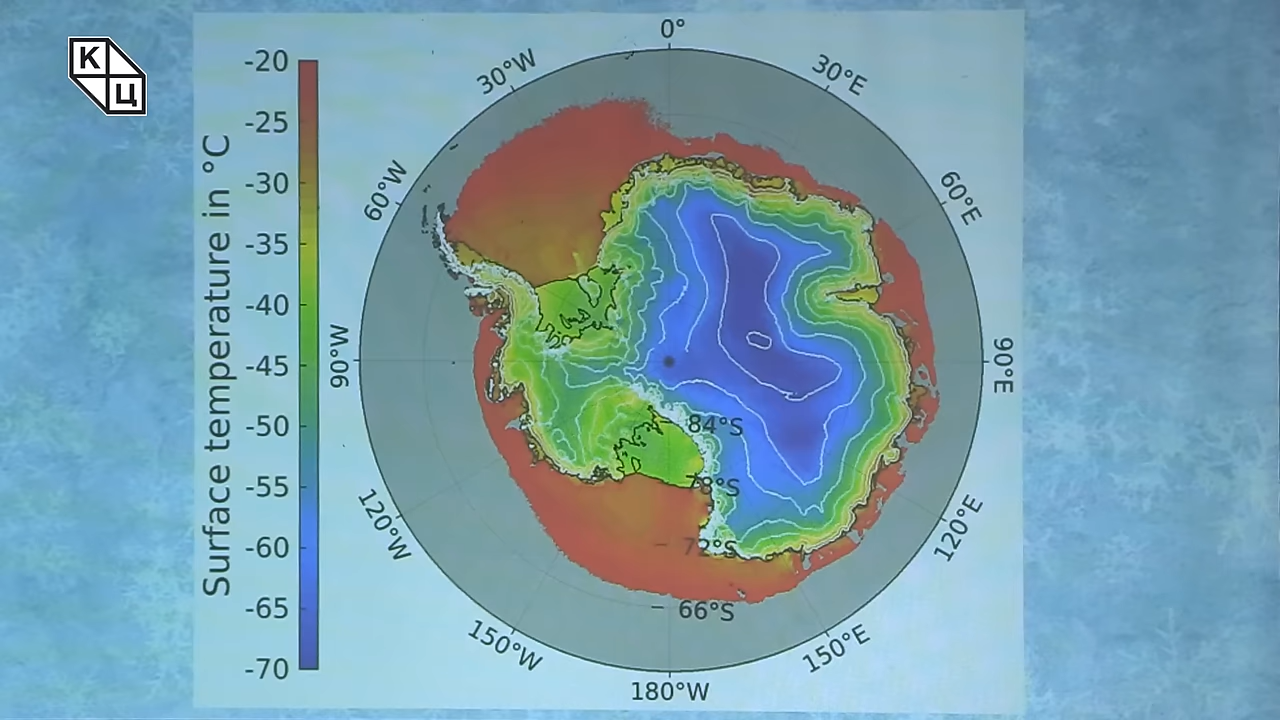 К
Ц
Surface temperature in °C
-20
-25
-30
-35
-40
-45
-50
-55
-60
-65
-70
0°
30°W
30°E
60°W
60°E
90°W
90°E
84°S
78°S
72°S
66°S
120°W
120°E
150°W
150°E
180°W